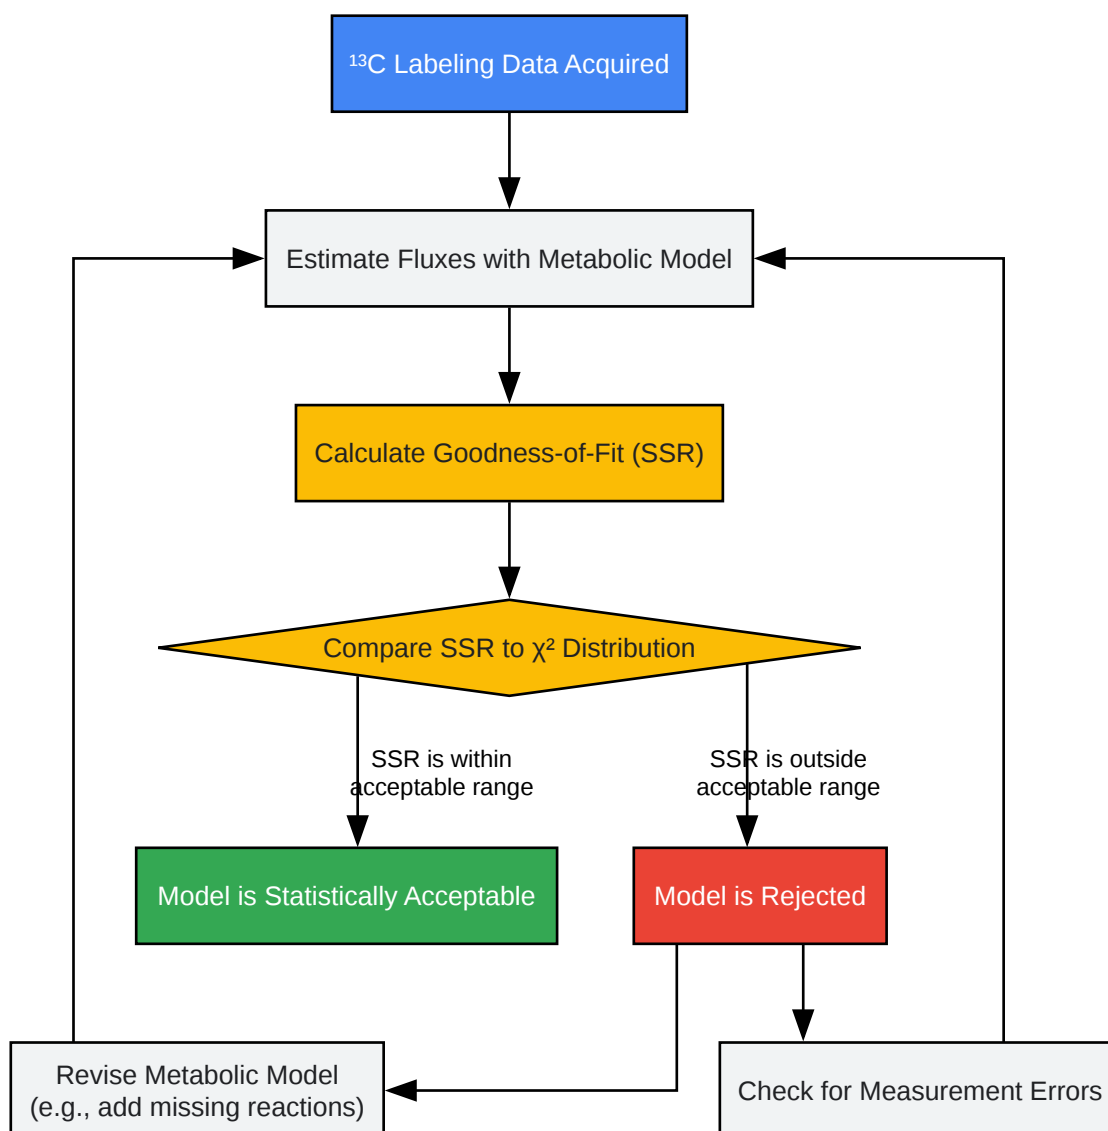 ¹³C Labeling Data Acquired
Estimate Fluxes with Metabolic Model
Calculate Goodness-of-Fit (SSR)
Compare SSR to χ² Distribution
SSR is within
acceptable range
SSR is outside
acceptable range
Model is Statistically Acceptable
Model is Rejected
Revise Metabolic Model
(e.g., add missing reactions)
Check for Measurement Errors